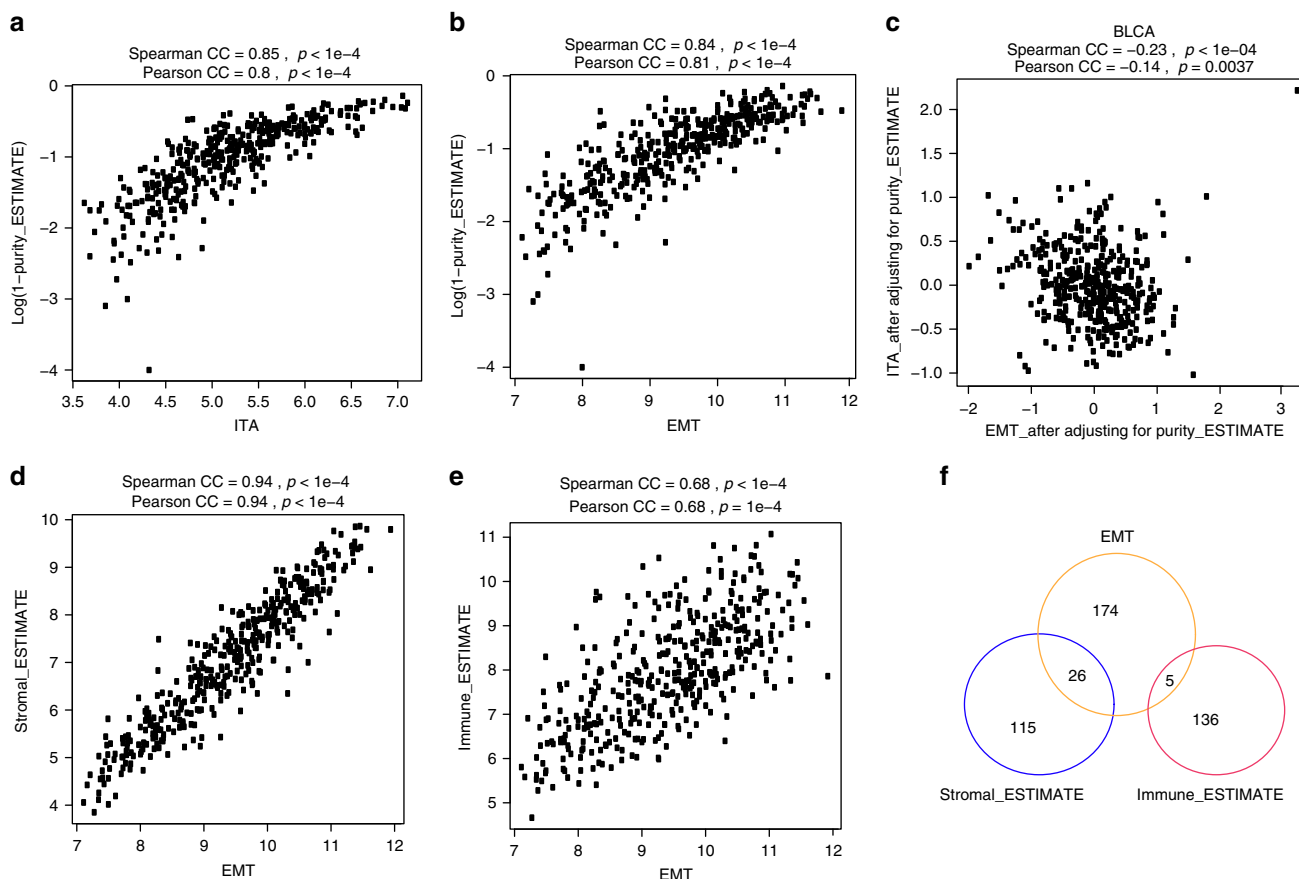 a
Spearman CC = 0.85 , p < 1e−4
Pearson CC = 0.8 , p < 1e−4
Log(1−purity_ESTIMATE)
0
−1
−2
−3
−4
3.5 4.0 4.5 5.0 5.5 6.0 6.5 7.0
ITA
b
Spearman CC = 0.84 , p < 1e−4
Pearson CC = 0.81 , p < 1e−4
Log(1−purity_ESTIMATE)
0
−1
−2
−3
−4
7 8 9 10 11 12
EMT
c
BLCA
Spearman CC = −0.23 , p < 1e−04
Pearson CC = −0.14 , p = 0.0037
ITA_after adjusting for purity_ESTIMATE
2.0
1.5
1.0
0.5
0.0
−0.5
−1.0
−2 −1 0 1 2 3
EMT_after adjusting for purity_ESTIMATE
d
Spearman CC = 0.94 , p < 1e−4
Pearson CC = 0.94 , p < 1e−4
Stromal_ESTIMATE
10
9
8
7
6
5
4
7 8 9 10 11 12
EMT
e
Spearman CC = 0.68 , p < 1e−4
Pearson CC = 0.68 , p = 1e−4
Immune_ESTIMATE
11
10
9
8
7
6
5
7 8 9 10 11 12
EMT
f
EMT
174
26
5
115
136
Stromal_ESTIMATE
Immune_ESTIMATE